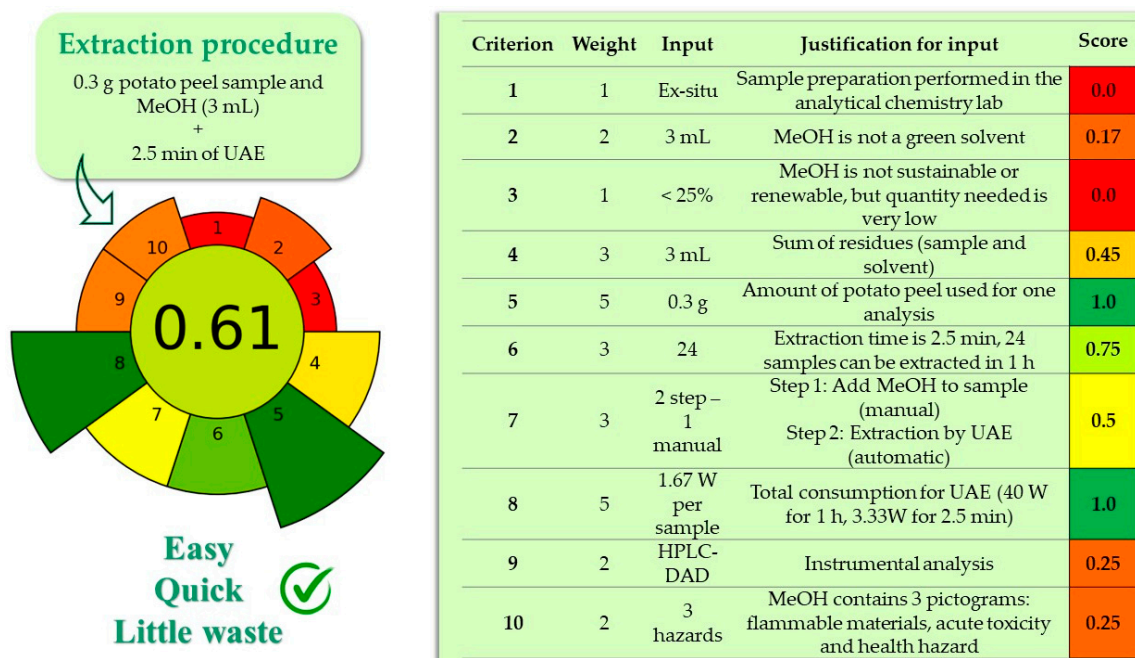 Extraction procedure
0.3 g potato peel sample and
MeOH (3 mL)
+
2.5 min of UAE
1
2
3
4
5
6
7
8
9
10
0.61
Easy
Quick
Little waste
Criterion Weight Input Justification for input Score
1 1 Ex-situ Sample preparation performed in the
analytical chemistry lab 0.0
2 2 3 mL MeOH is not a green solvent 0.17
3 1 < 25% MeOH is not sustainable or
renewable, but quantity needed is
very low 0.0
4 3 3 mL Sum of residues (sample and
solvent) 0.45
5 5 0.3 g Amount of potato peel used for one
analysis 1.0
6 3 24 Extraction time is 2.5 min, 24
samples can be extracted in 1 h 0.75
7 3 2 step –
1
manual Step 1: Add MeOH to sample
(manual)
Step 2: Extraction by UAE
(automatic) 0.5
8 5 1.67 W
per
sample Total consumption for UAE (40 W
for 1 h, 3.33W for 2.5 min) 1.0
9 2 HPLC-
DAD Instrumental analysis 0.25
10 2 3
hazards MeOH contains 3 pictograms:
flammable materials, acute toxicity
and health hazard 0.25